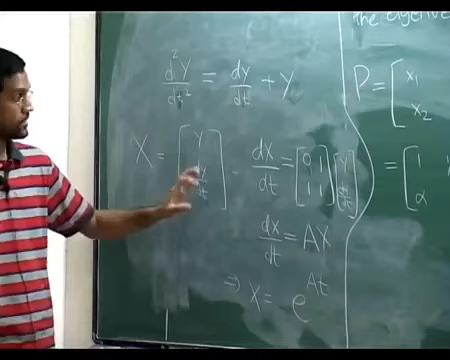 d²y/dt² = dy/dt + y
X = [ y ; dy/dt ]
dX/dt = [ 0 1 ; 1 1 ] [ y ; dy/dt ]
dX/dt = AX
⇒ X = e^{At}
the eigenve
P = [ x₁
x₂
= [ 1 1
α